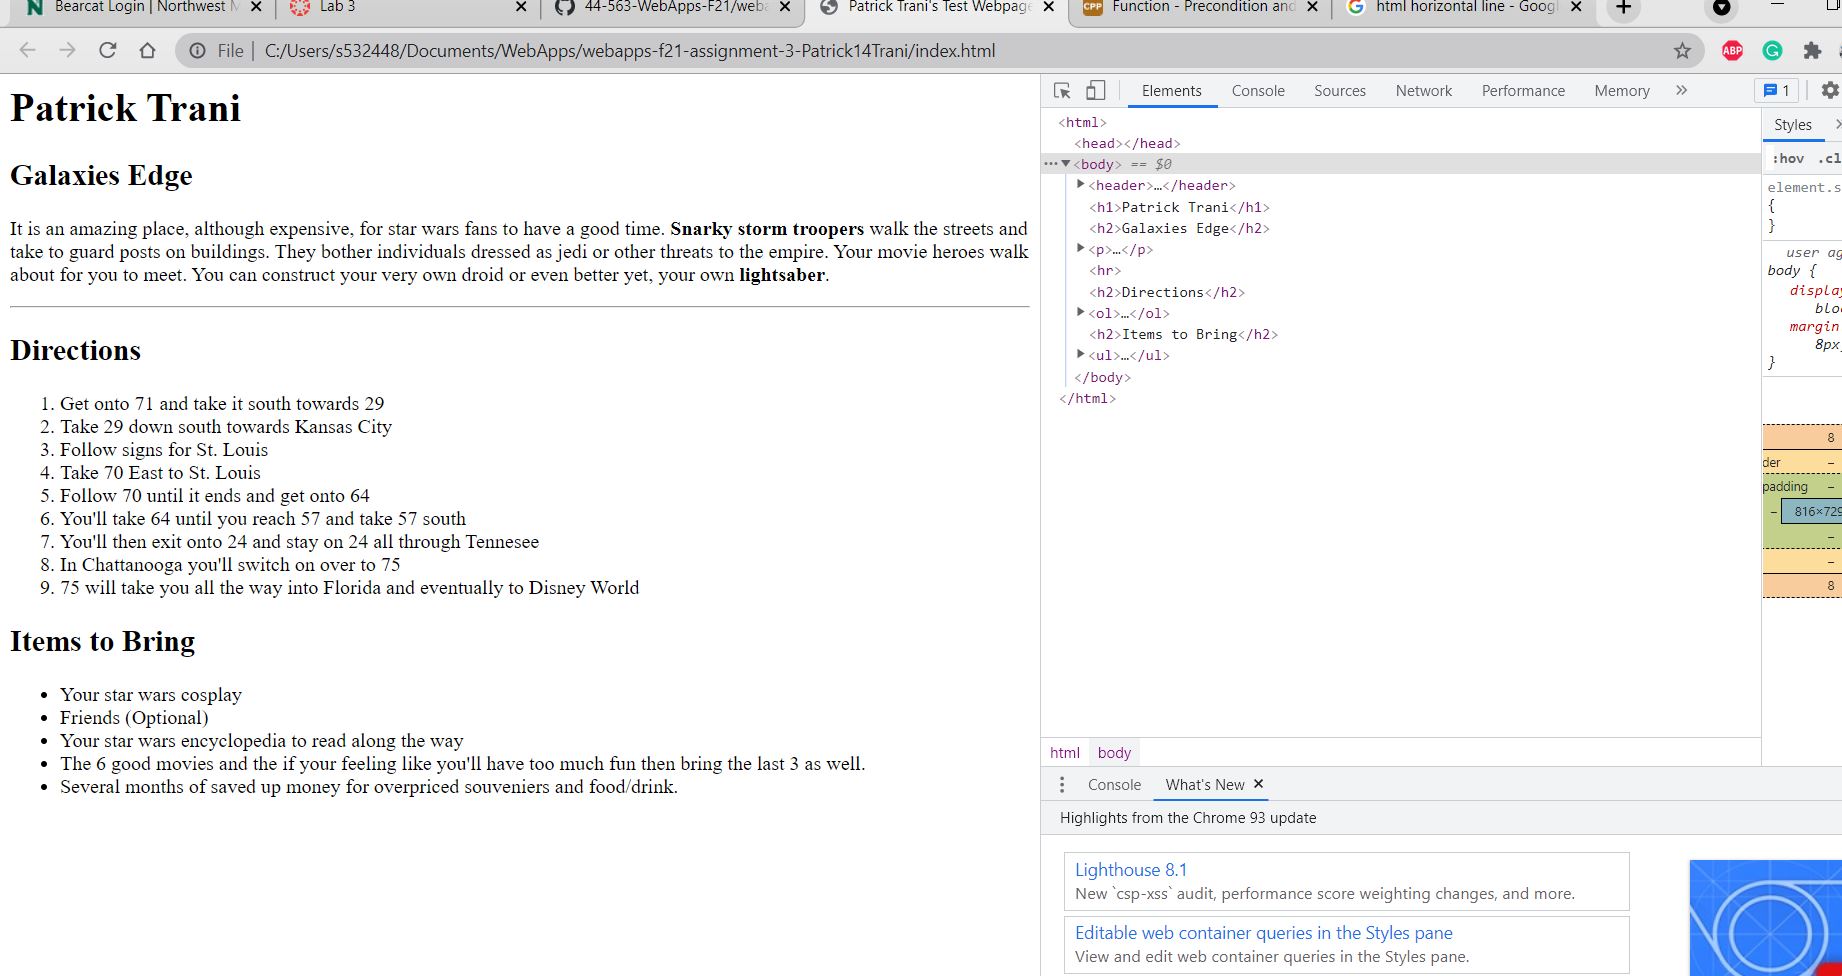 Bearcat Login | Northwest M
Lab 3
44-563-WebApps-F21/weba
Patrick Trani's Test Webpage
CPP Function - Precondition and
html horizontal line - Googl
File | C:/Users/s532448/Documents/WebApps/webapps-f21-assignment-3-Patrick14Trani/index.html
ABP
Patrick Trani
Galaxies Edge
It is an amazing place, although expensive, for star wars fans to have a good time. Snarky storm troopers walk the streets and
take to guard posts on buildings. They bother individuals dressed as jedi or other threats to the empire. Your movie heroes walk
about for you to meet. You can construct your very own droid or even better yet, your own lightsaber.
Directions
1. Get onto 71 and take it south towards 29
2. Take 29 down south towards Kansas City
3. Follow signs for St. Louis
4. Take 70 East to St. Louis
5. Follow 70 until it ends and get onto 64
6. You'll take 64 until you reach 57 and take 57 south
7. You'll then exit onto 24 and stay on 24 all through Tennesee
8. In Chattanooga you'll switch on over to 75
9. 75 will take you all the way into Florida and eventually to Disney World
Items to Bring
• Your star wars cosplay
• Friends (Optional)
• Your star wars encyclopedia to read along the way
• The 6 good movies and the if your feeling like you'll have too much fun then bring the last 3 as well.
• Several months of saved up money for overpriced souveniers and food/drink.
Elements Console Sources Network Performance Memory » 1
<html>
<head></head>
<body> == $0
<header>…</header>
<h1>Patrick Trani</h1>
<h2>Galaxies Edge</h2>
<p>…</p>
<hr>
<h2>Directions</h2>
<ol>…</ol>
<h2>Items to Bring</h2>
<ul>…</ul>
</body>
</html>
html body
Styles
:hov .cl
element.s
{
}
user ag
body {
display
bloc
margin
8px
}
8
der –
padding –
– 816×729
–
–
8
Console What's New ×
Highlights from the Chrome 93 update
Lighthouse 8.1
New `csp-xss` audit, performance score weighting changes, and more.
Editable web container queries in the Styles pane
View and edit web container queries in the Styles pane.